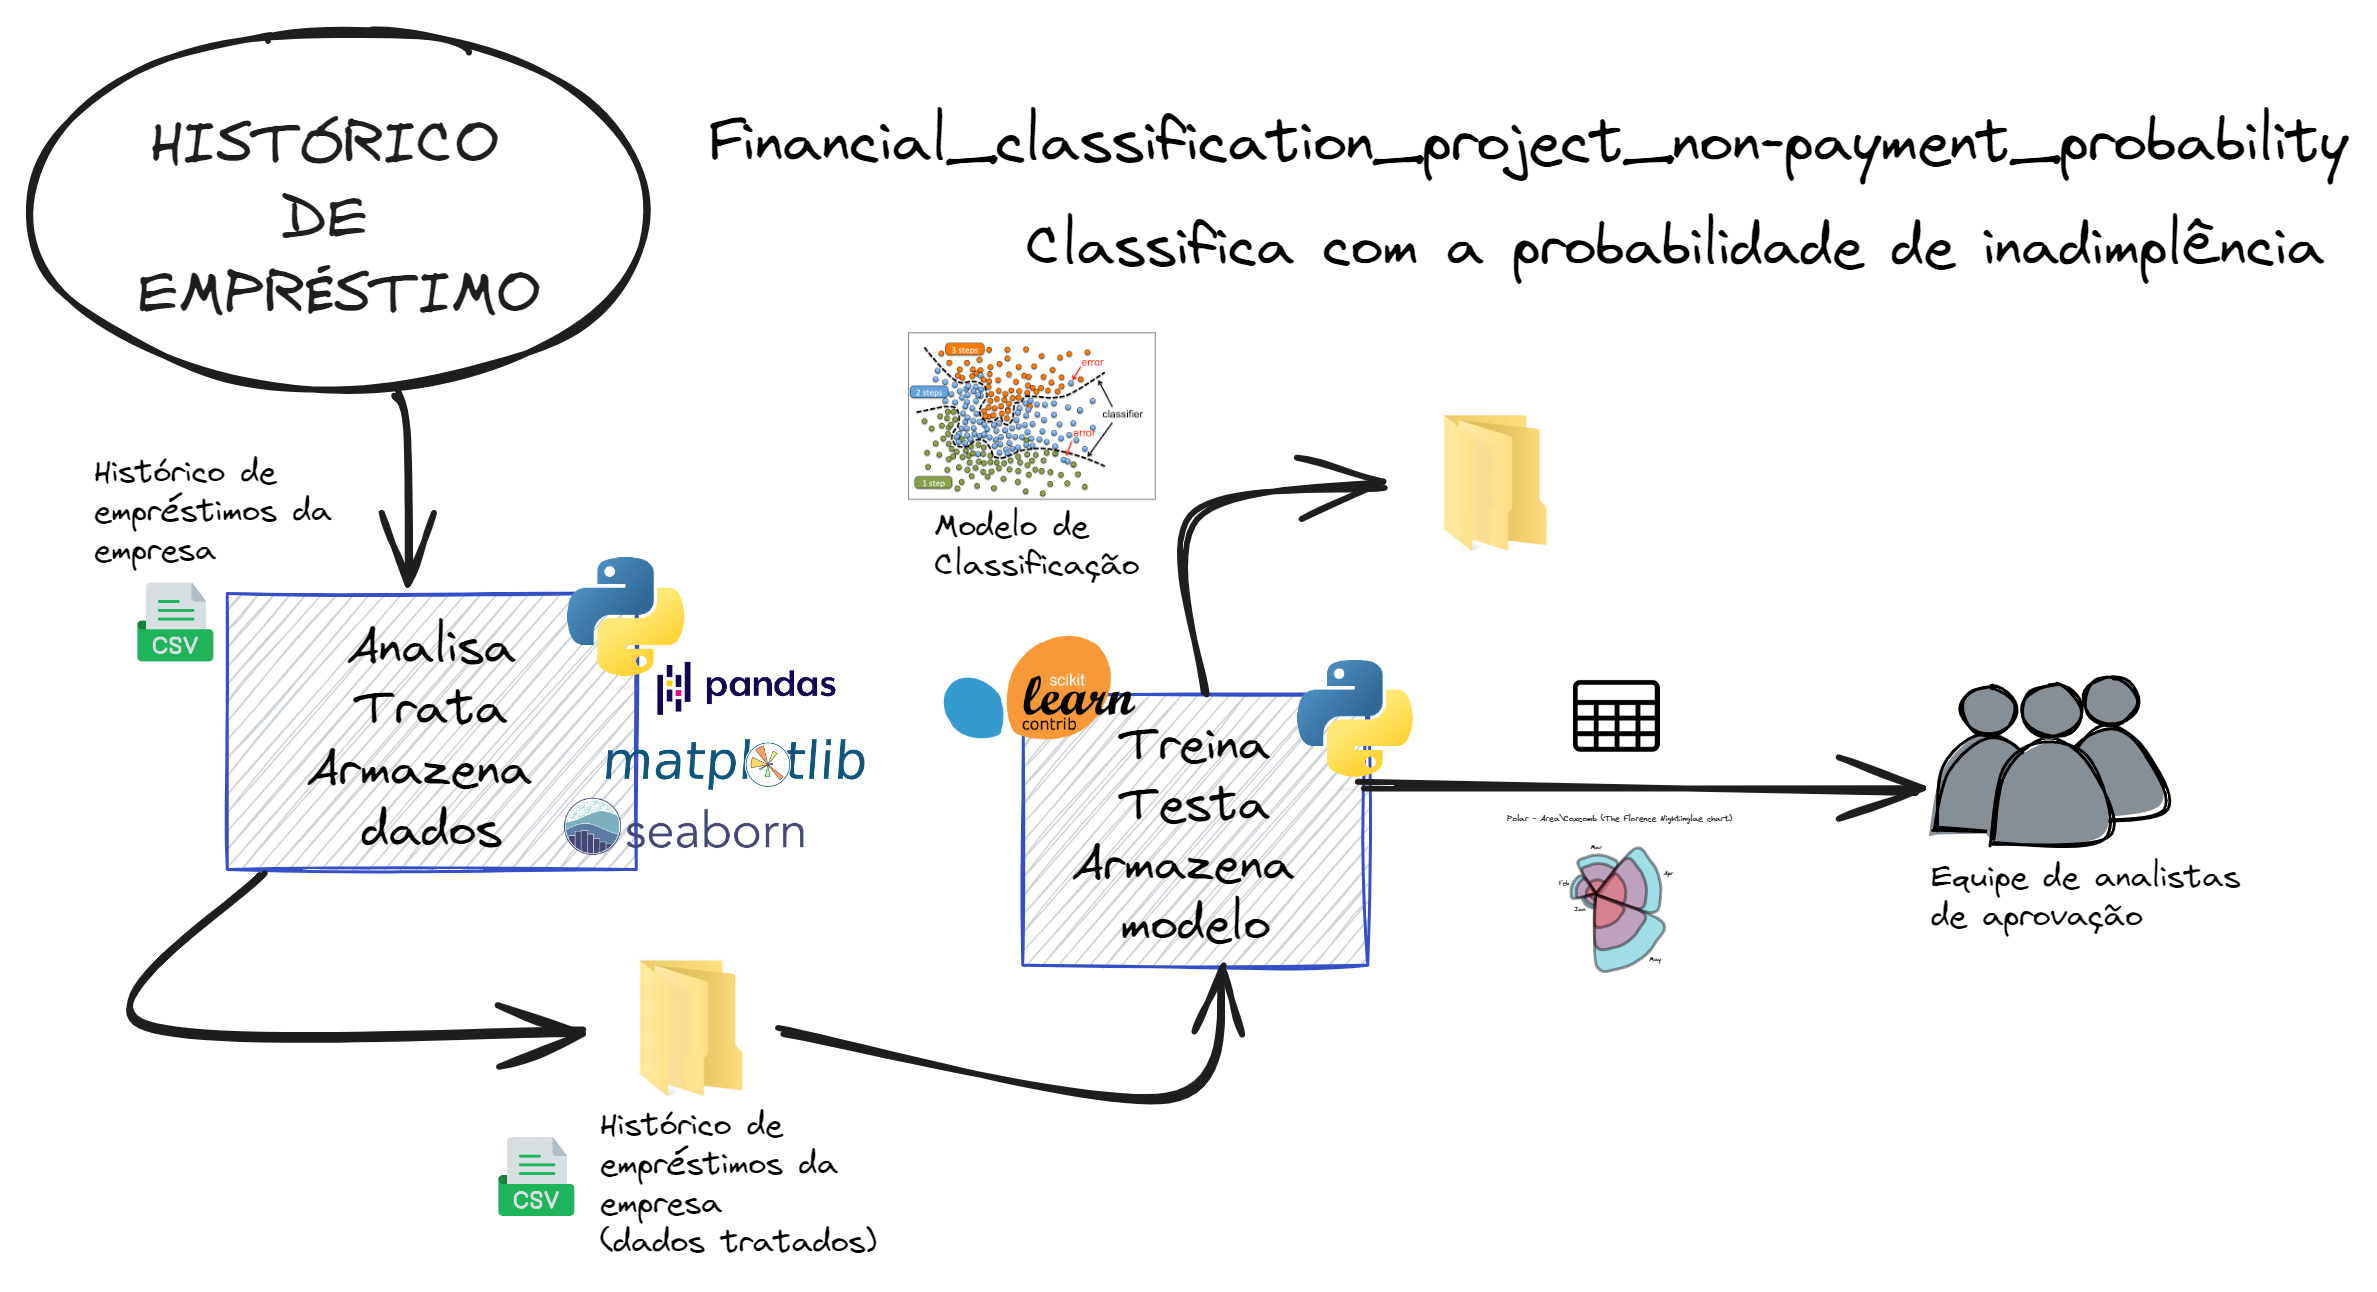 HISTÓRICO
DE
EMPRÉSTIMO
Financial_classification_project_non-payment_probability
Classifica com a probabilidade de inadimplência
Histórico de
empréstimos da
empresa
CSV
Analisa
Trata
Armazena
dados
pandas
matplotlib
seaborn
3 steps
error
2 steps
classifier
error
1 step
Modelo de
Classificação
scikit
learn
contrib
Treina
Testa
Armazena
modelo
Polar - Area\Coxcomb (The Florence Nightinglae chart)
Mar
Apr
Feb
Jan
May
Equipe de analistas
de aprovação
Histórico de
empréstimos da
empresa
(dados tratados)
CSV